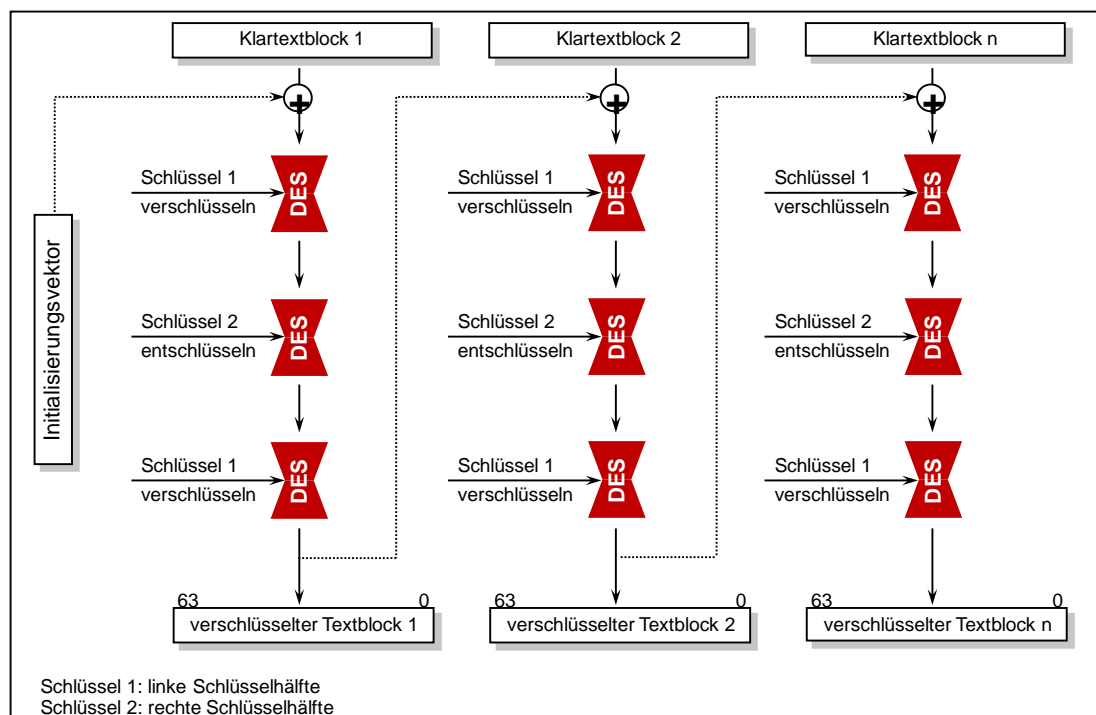 Klartextblock 1
Klartextblock 2
Klartextblock n
+
+
+
Schlüssel 1
verschlüsseln
DES
Schlüssel 1
verschlüsseln
DES
Schlüssel 1
verschlüsseln
DES
Initialisierungsvektor
Schlüssel 2
entschlüsseln
DES
Schlüssel 2
entschlüsseln
DES
Schlüssel 2
entschlüsseln
DES
Schlüssel 1
verschlüsseln
DES
Schlüssel 1
verschlüsseln
DES
Schlüssel 1
verschlüsseln
DES
63 0
verschlüsselter Textblock 1
63 0
verschlüsselter Textblock 2
63 0
verschlüsselter Textblock n
Schlüssel 1: linke Schlüsselhälfte
Schlüssel 2: rechte Schlüsselhälfte